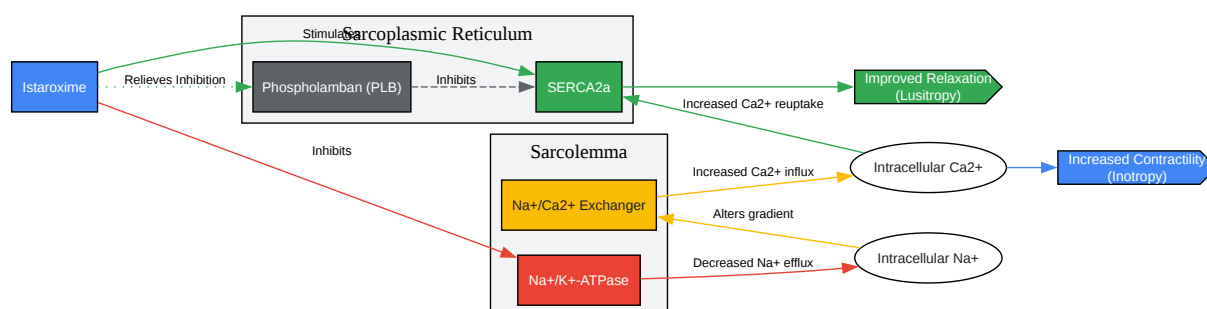 Sarcoplasmic Reticulum
Stimulates
Istaroxime
Relieves Inhibition
Phospholamban (PLB)
Inhibits
SERCA2a
Improved Relaxation
(Lusitropy)
Increased Ca2+ reuptake
Inhibits
Sarcolemma
Intracellular Ca2+
Increased Contractility
(Inotropy)
Increased Ca2+ influx
Na+/Ca2+ Exchanger
Alters gradient
Intracellular Na+
Decreased Na+ efflux
Na+/K+-ATPase